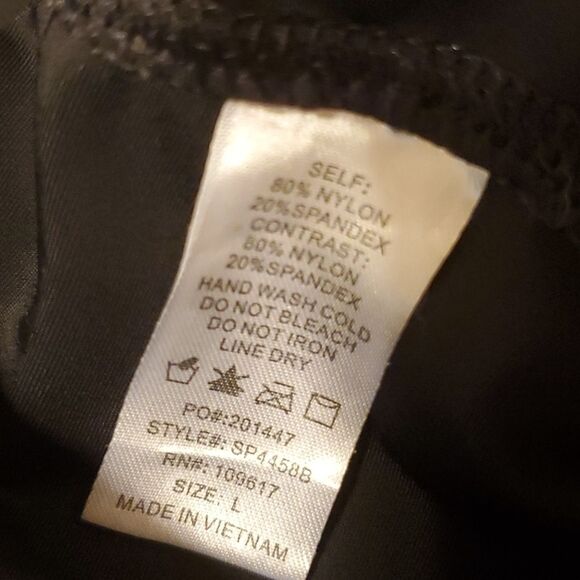 SELF:
80% NYLON
20%SPANDEX
CONTRAST:
80% NYLON
20%SPANDEX
HAND WASH COLD
DO NOT BLEACH
DO NOT IRON
LINE DRY
PO#:201447
STYLE#: SP4458B
RN#: 109617
SIZE: L
MADE IN VIETNAM